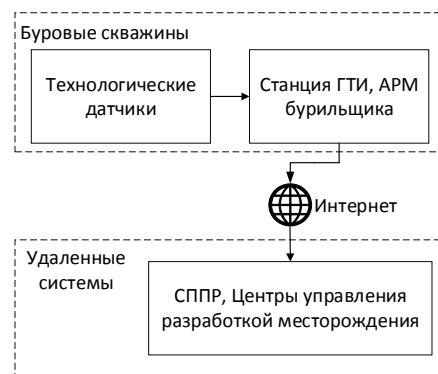 Буровые скважины
Технологические
датчики
Станция ГТИ, АРМ
бурильщика
Интернет
Удаленные
системы
СППР, Центры управления
разработкой месторождения